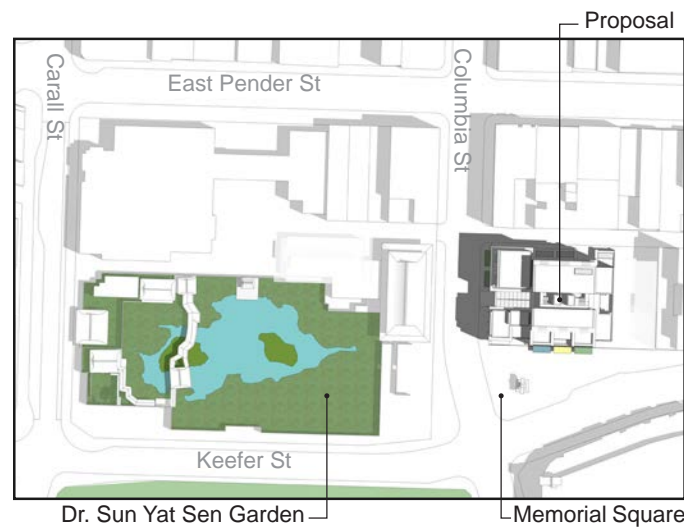 Proposal
East Pender St
Carall St
Columbia St
Keefer St
Dr. Sun Yat Sen Garden
Memorial Square